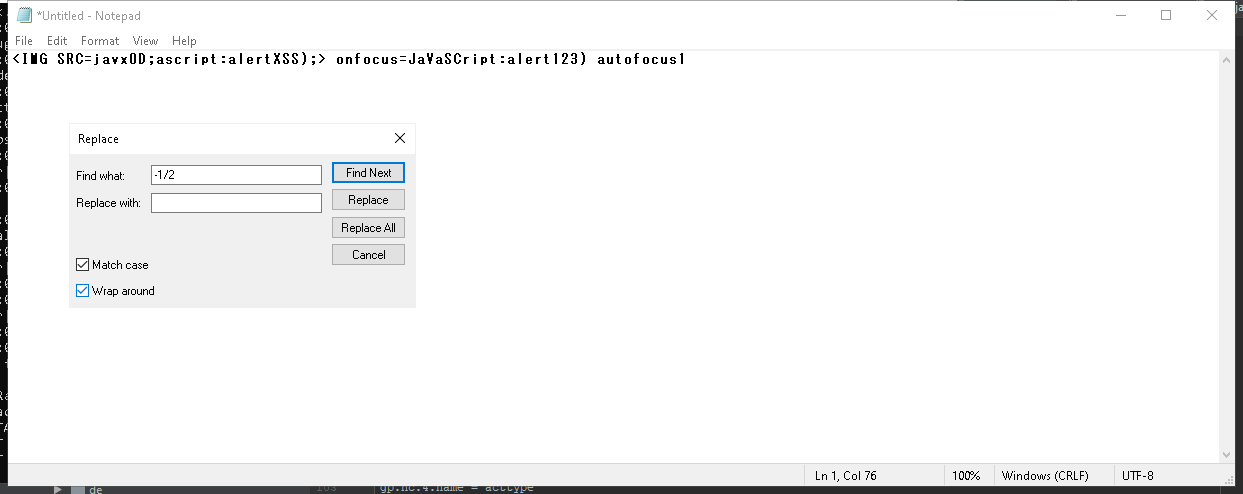 *Untitled - Notepad
File Edit Format View Help
<IMG SRC=javx0D;ascript:alertXSS);> onfocus=JaVaSCript:alert123) autofocus1
Replace
Find what: -1/2 Find Next
Replace with: Replace
Replace All
Cancel
Match case
Wrap around
Ln 1, Col 76 100% Windows (CRLF) UTF-8
de
gp.nc.4.name = acttype